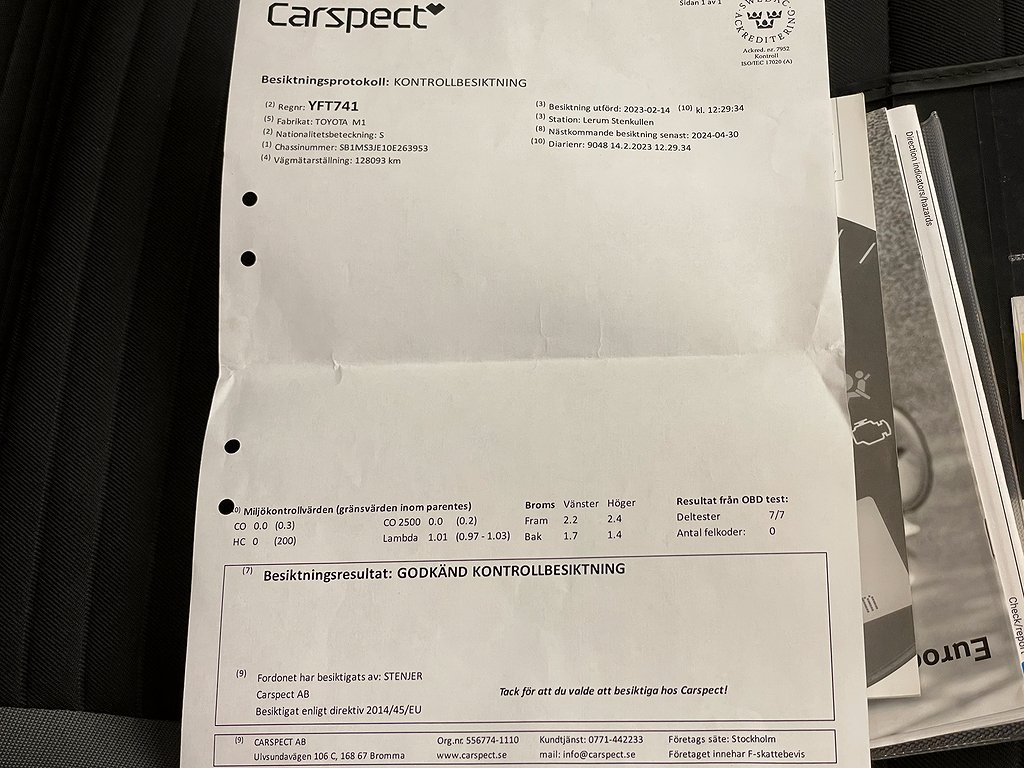 Carspect
Sidan 1 av 1
SWEDAC
ACKREDITERING
Ackred. nr. 7952
Kontroll
ISO/IEC 17020 (A)
Besiktningsprotokoll: KONTROLLBESIKTNING
(2) Regnr: YFT741
(5) Fabrikat: TOYOTA M1
(2) Nationalitetsbeteckning: S
(1) Chassinummer: SB1MS3JE10E263953
(4) Vägmätarställning: 128093 km
(3) Besiktning utförd: 2023-02-14 (10) kl. 12:29:34
(3) Station: Lerum Stenkullen
(8) Nästkommande besiktning senast: 2024-04-30
(10) Diarienr: 9048 14.2.2023 12.29.34
Miljökontrollvärden (gränsvärden inom parentes)
CO 0.0 (0.3) CO 2500 0.0 (0.2)
HC 0 (200) Lambda 1.01 (0.97 - 1.03)
Broms Vänster Höger
Fram 2.2 2.4
Bak 1.7 1.4
Resultat från OBD test:
Deltester 7/7
Antal felkoder: 0
(7) Besiktningsresultat: GODKÄND KONTROLLBESIKTNING
(9) Fordonet har besiktigats av: STENJER
Carspect AB
Besiktigat enligt direktiv 2014/45/EU
Tack för att du valde att besiktiga hos Carspect!
(9) CARSPECT AB Org.nr 556774-1110 Kundtjänst: 0771-442233 Företags säte: Stockholm
Ulvsundavägen 106 C, 168 67 Bromma www.carspect.se mail: info@carspect.se Företaget innehar F-skattebevis
Direction indicators/hazards